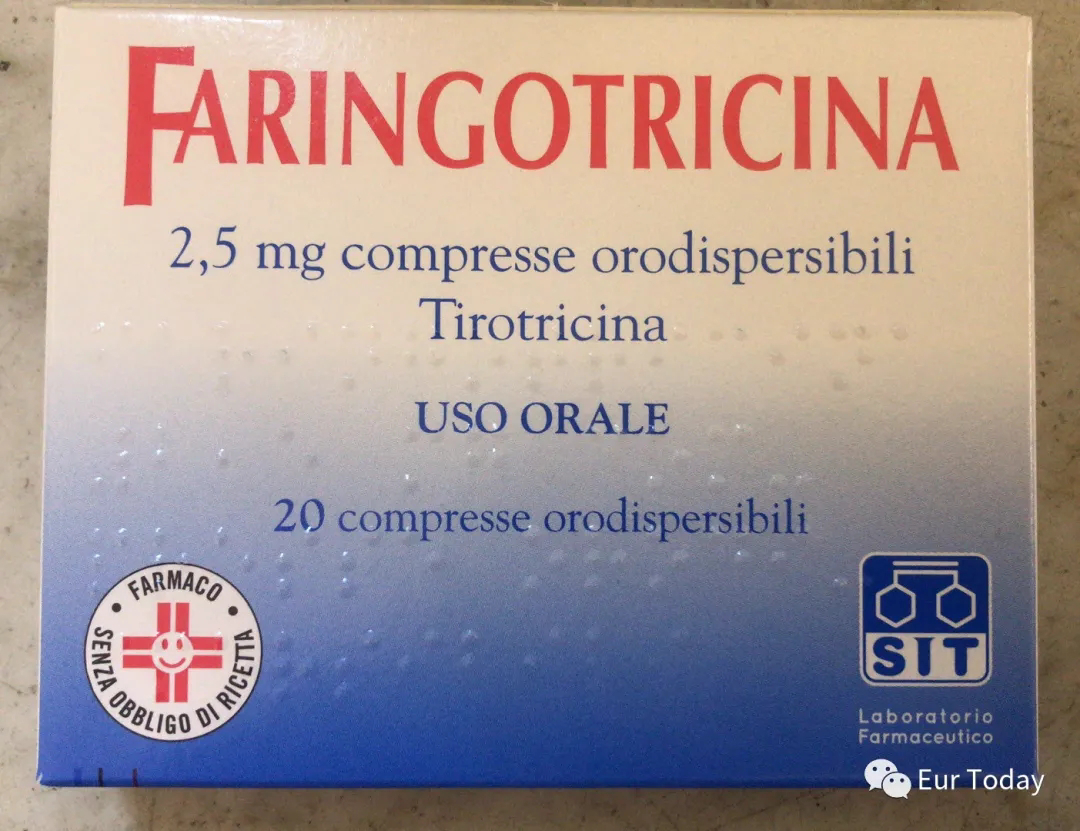 FARINGOTRICINA
2,5 mg compresse orodispersibili
Tirotricina
USO ORALE
20 compresse orodispersibili
FARMACO
SENZA OBBLIGO DI RICETTA
SIT
Laboratorio
Farmaceutico
Eur Today